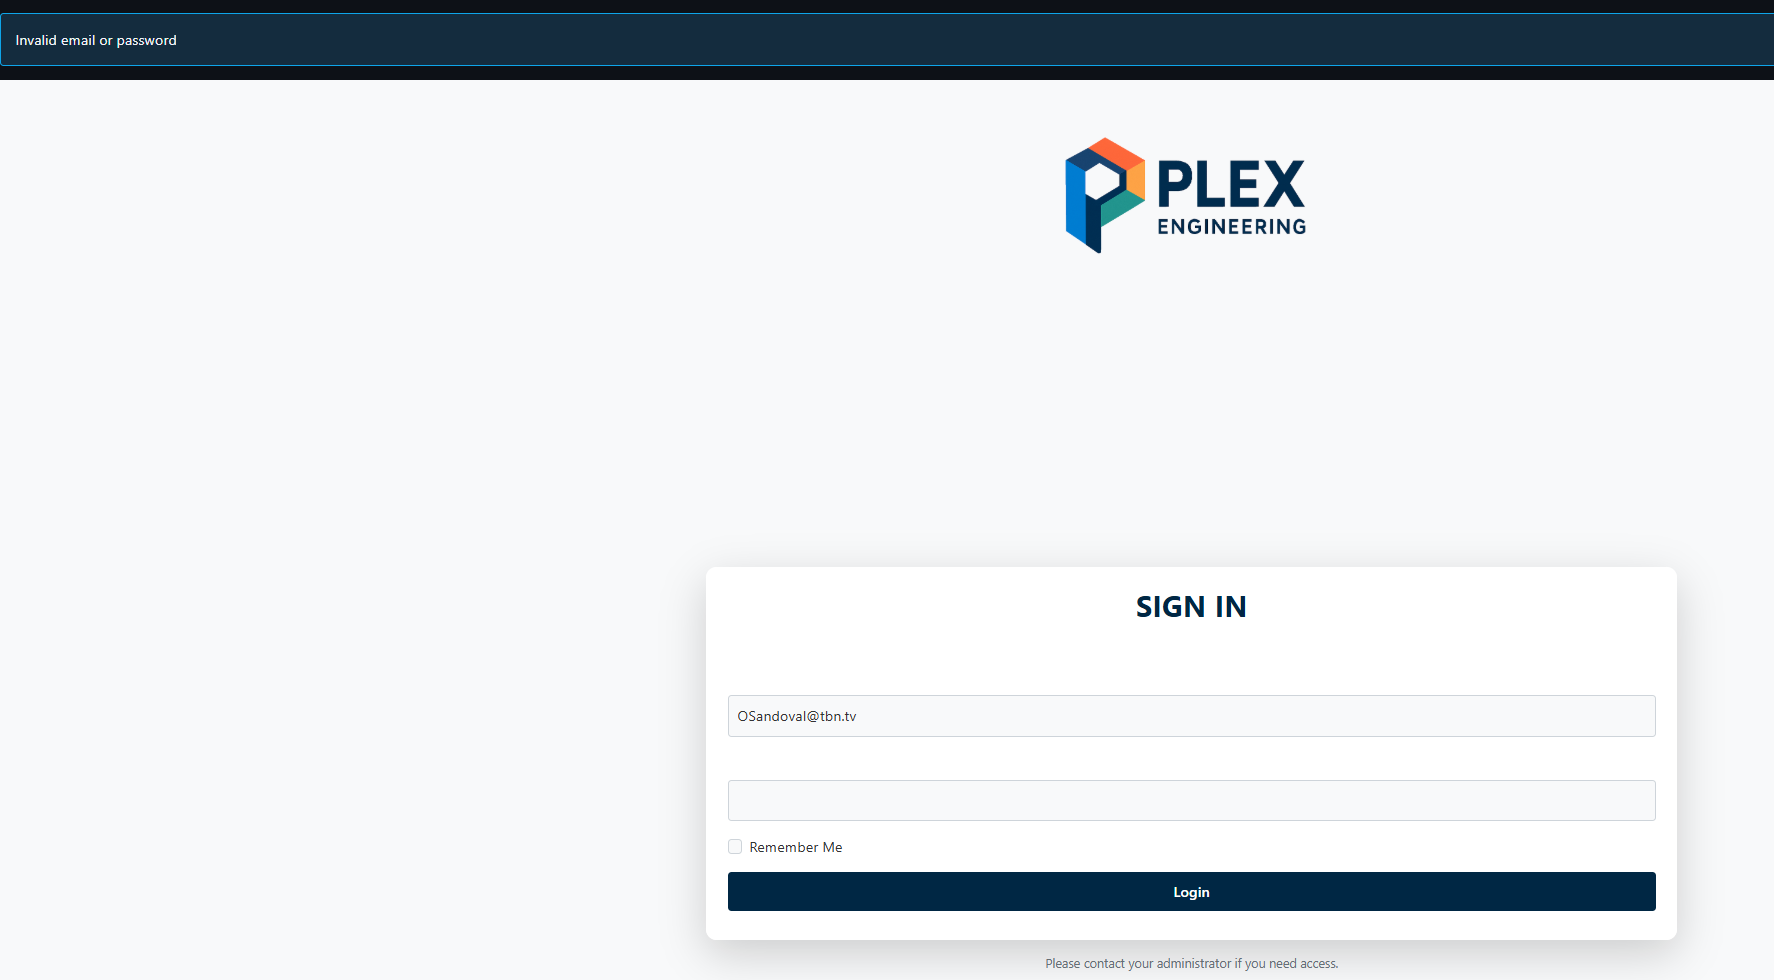 Invalid email or password
PLEX
ENGINEERING
SIGN IN
OSandoval@tbn.tv
Remember Me
Login
Please contact your administrator if you need access.